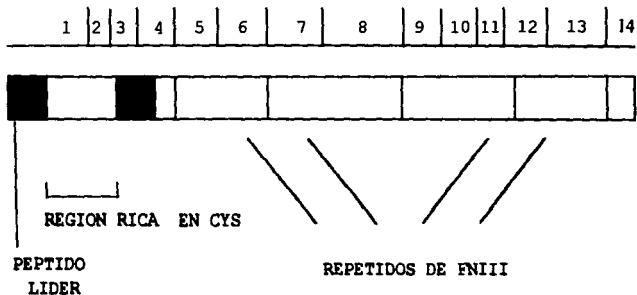 1 2 3 4 5 6 7 8 9 10 11 12 13 14
REGION RICA EN CYS
PEPTIDO
LIDER
REPETIDOS DE FNIII